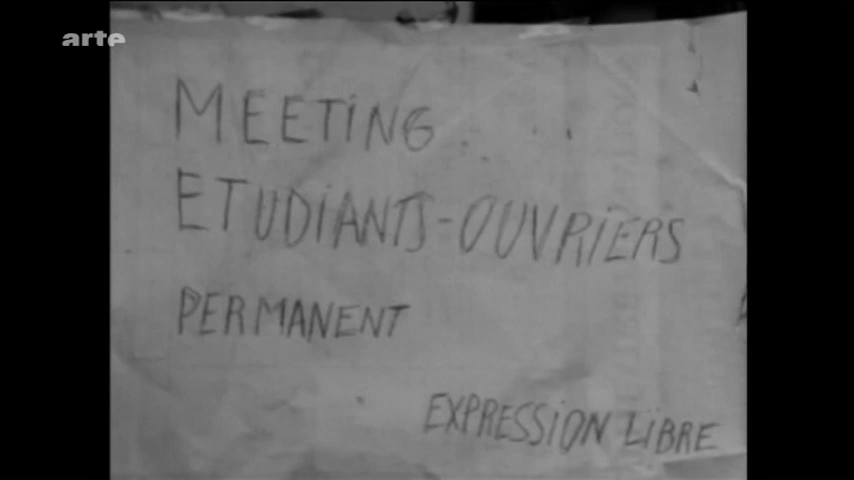 arte
MEETING
ETUDIANTS-OUVRIERS
PERMANENT
EXPRESSION LIBRE